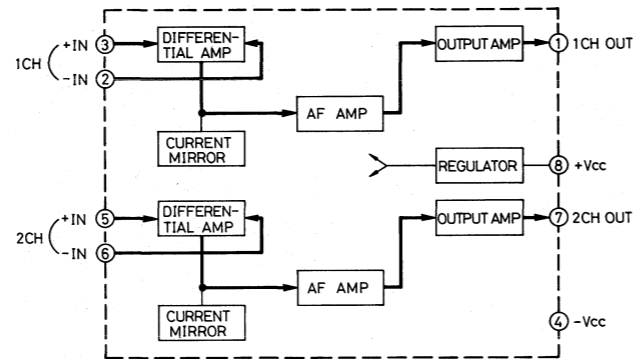 1CH
+IN ③
-IN ②
DIFFEREN-
TIAL AMP
CURRENT
MIRROR
AF AMP
OUTPUT AMP
① 1CH OUT
REGULATOR
⑧ +Vcc
2CH
+IN ⑤
-IN ⑥
DIFFEREN-
TIAL AMP
CURRENT
MIRROR
AF AMP
OUTPUT AMP
⑦ 2CH OUT
④ -Vcc